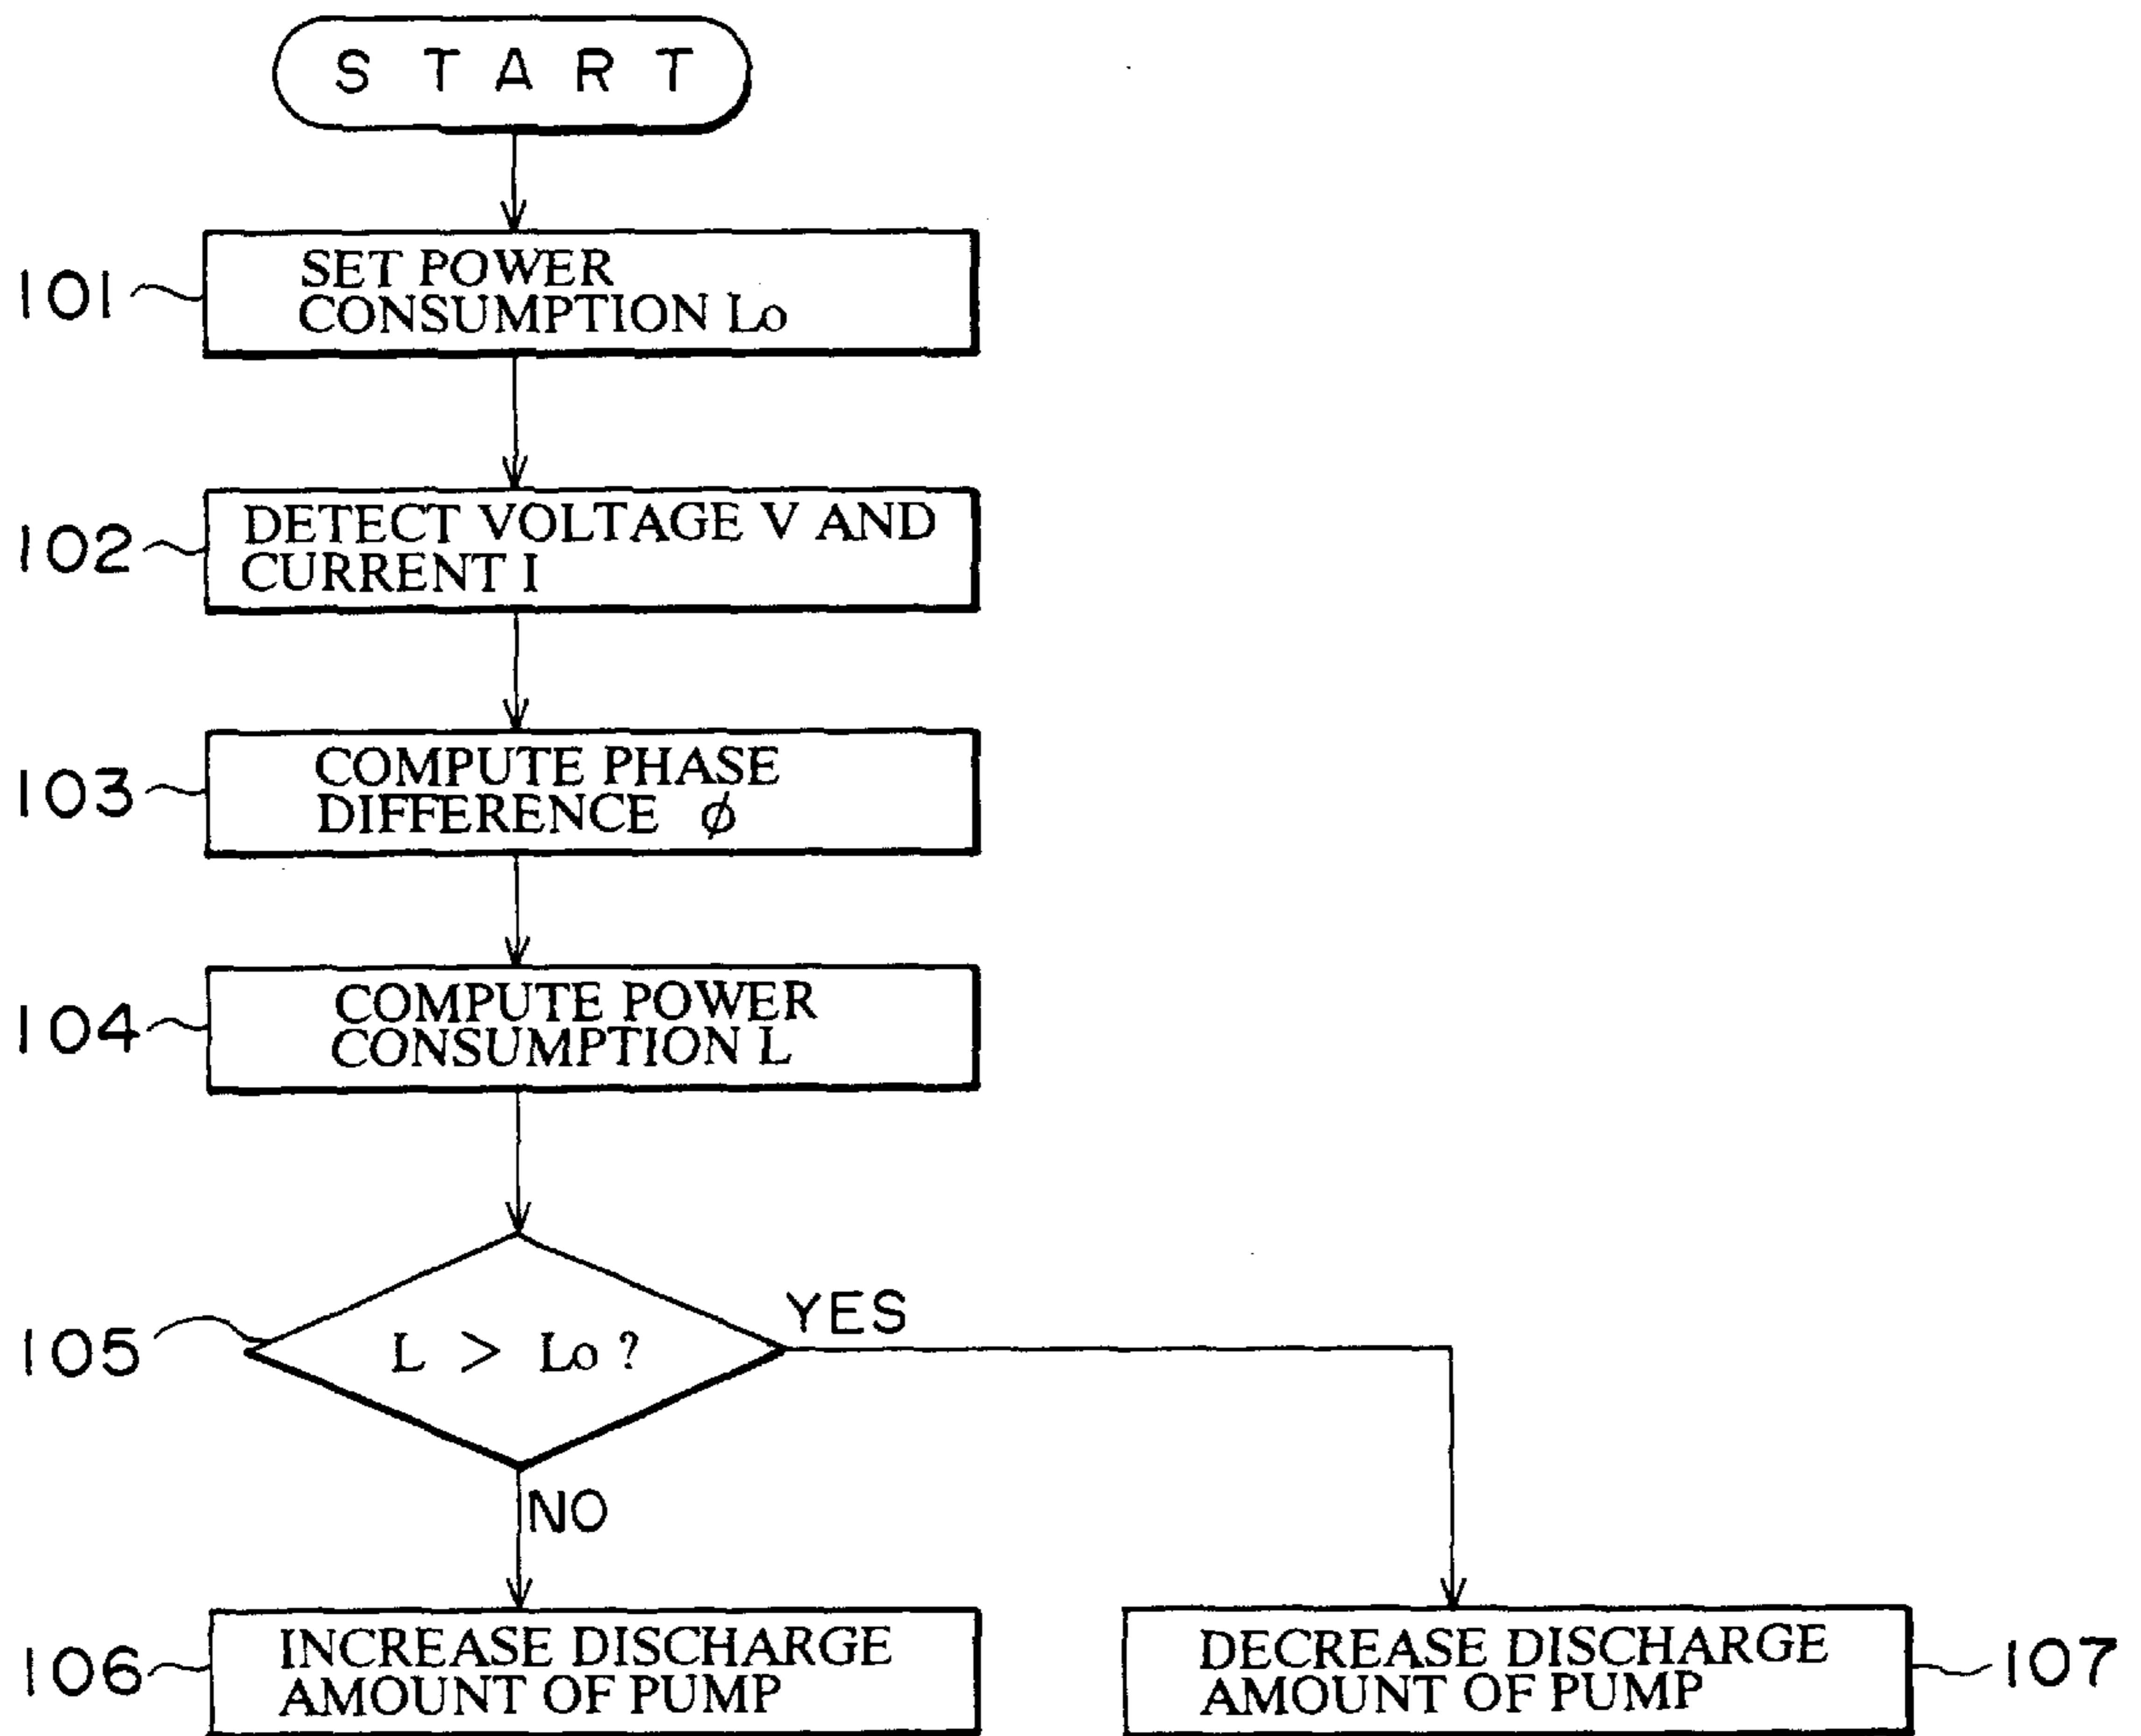 START
101
SET POWER
CONSUMPTION Lo
102
DETECT VOLTAGE V AND
CURRENT I
103
COMPUTE PHASE
DIFFERENCE ϕ
104
COMPUTE POWER
CONSUMPTION L
105
L > Lo ?
YES
NO
106
INCREASE DISCHARGE
AMOUNT OF PUMP
DECREASE DISCHARGE
AMOUNT OF PUMP
107